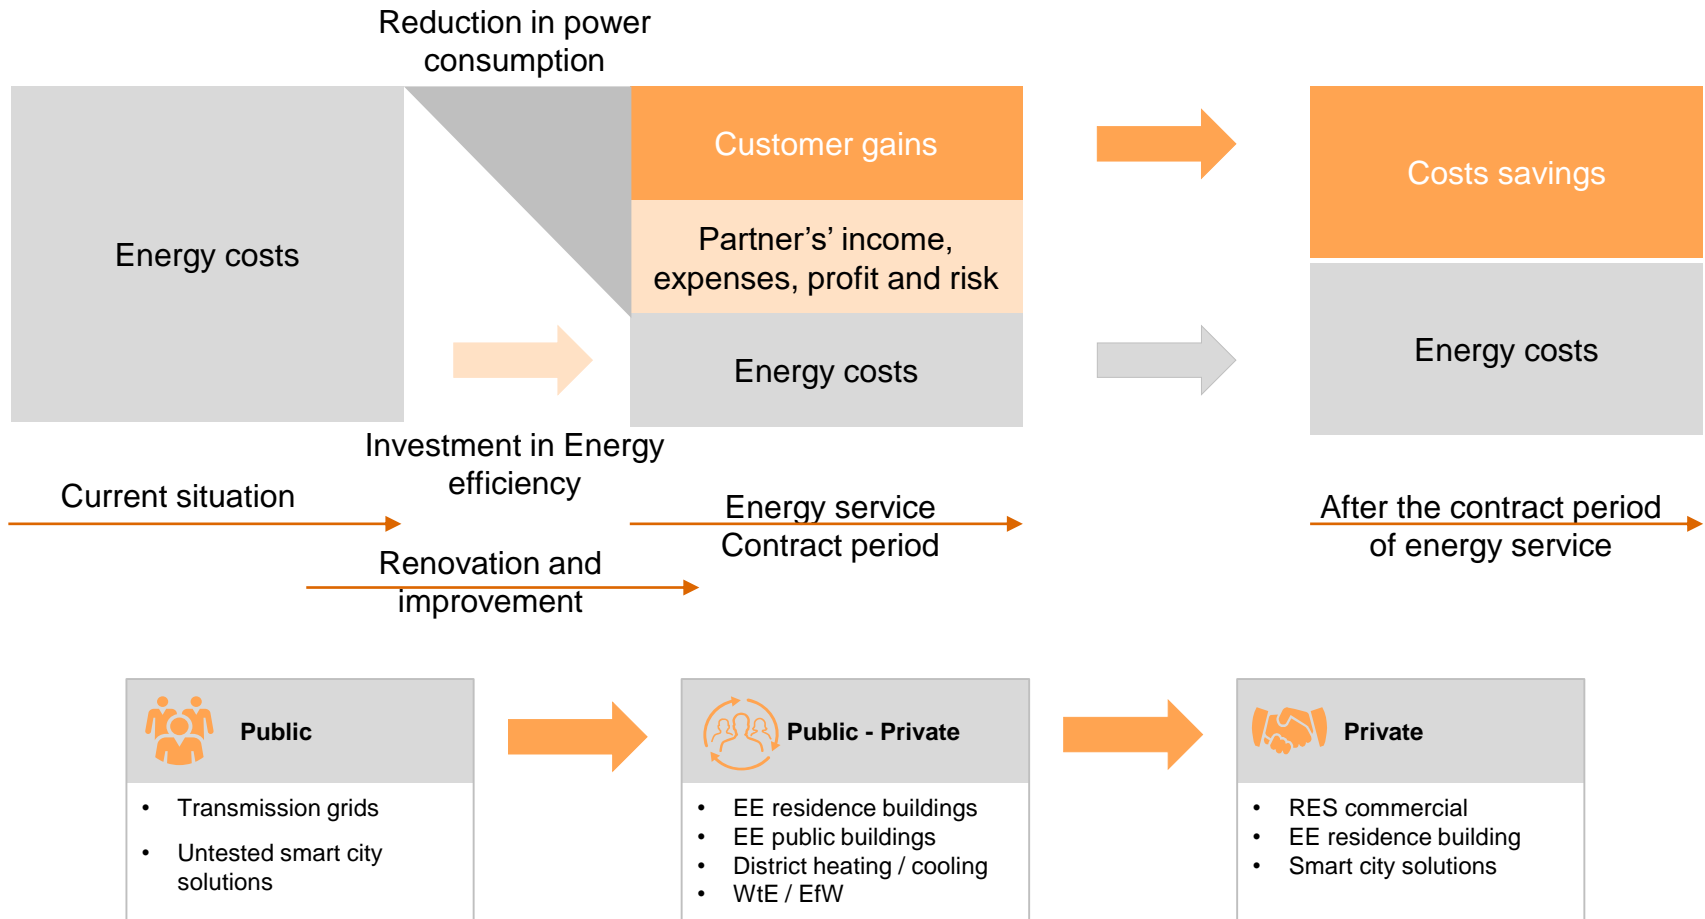 Reduction in power
consumption
Energy costs
Customer gains
Partner’s’ income,
expenses, profit and risk
Energy costs
Costs savings
Energy costs
Investment in Energy
efficiency
Current situation
Energy service
Contract period
After the contract period
of energy service
Renovation and
improvement
Public
• Transmission grids
• Untested smart city
solutions
Public - Private
• EE residence buildings
• EE public buildings
• District heating / cooling
• WtE / EfW
Private
• RES commercial
• EE residence building
• Smart city solutions